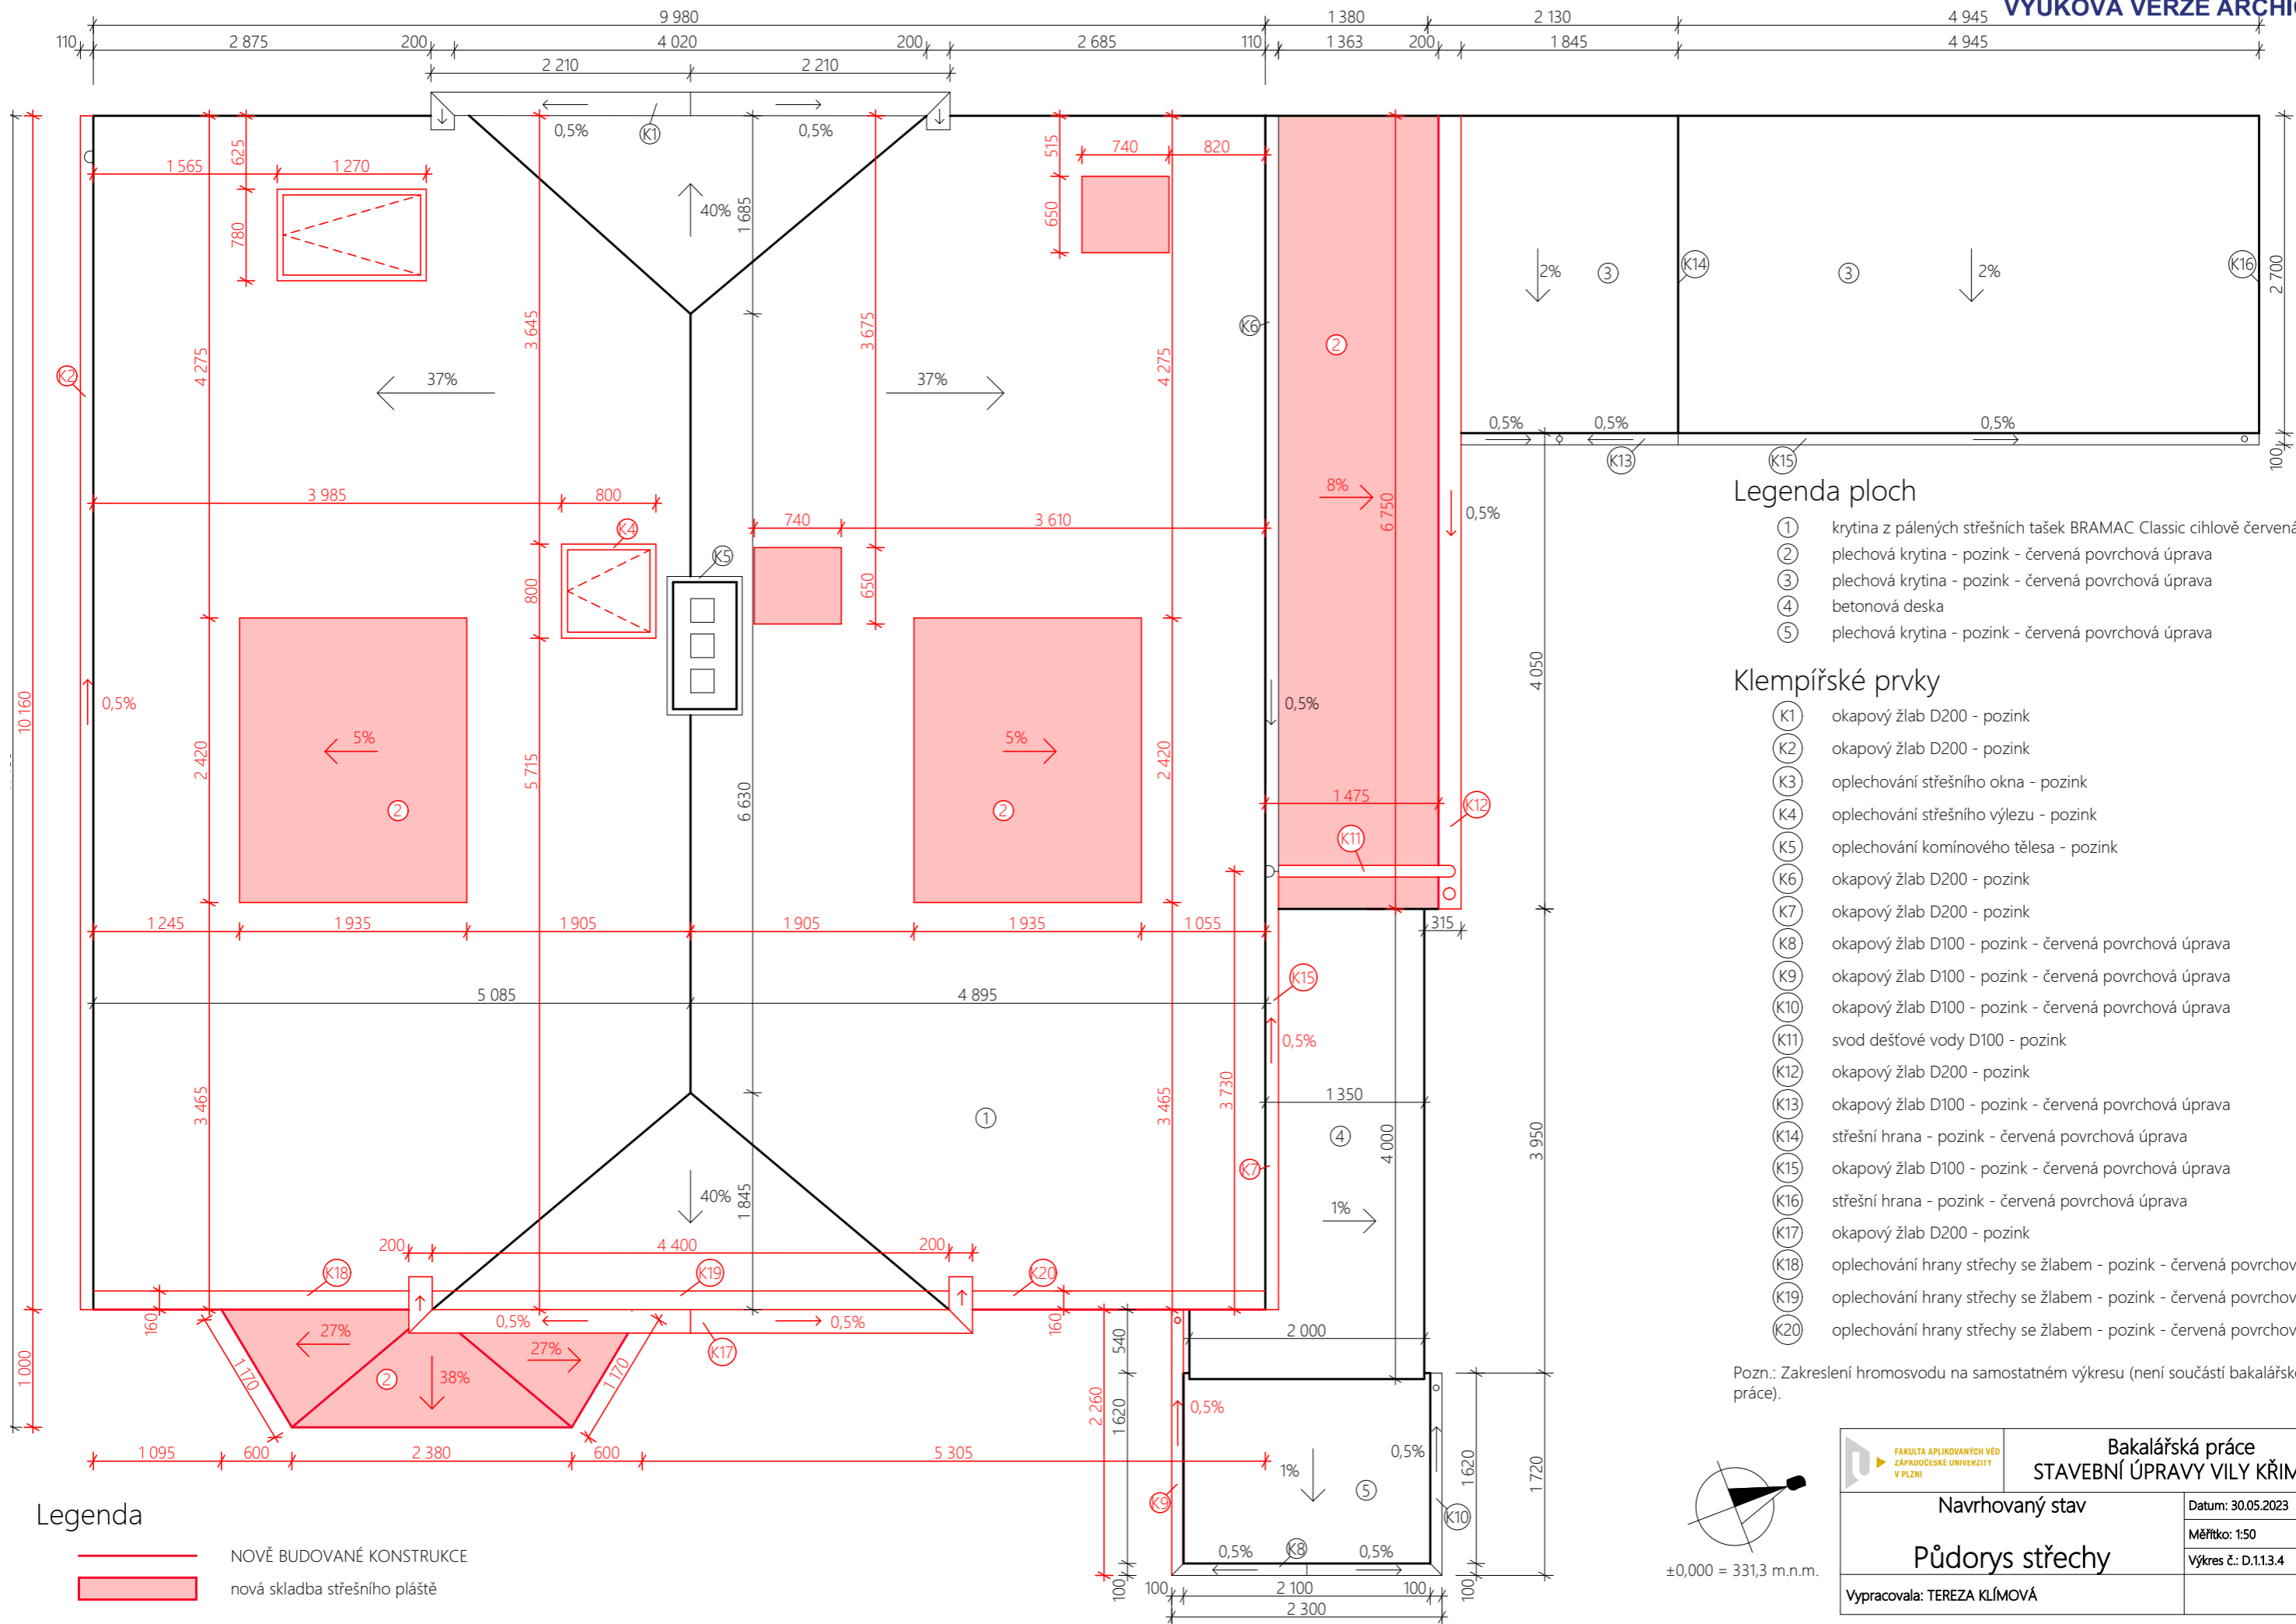 VÝUKOVÁ VERZE ARCHIC
9 980
1 380
2 130
4 945
110
2 875
200
4 020
200
2 685
110
1 363
200
1 845
4 945
2 210
2 210
0,5%
K1
0,5%
625
1 565
1 270
780
515
740
820
650
40%
1 685
K2
4 275
3 645
3 675
4 275
37%
37%
K6
2
2%
3
K14
3
2%
K16
2 700
0,5%
0,5%
0,5%
K13
K15
100
3 985
800
K4
740
3 610
K5
800
650
8%
6 750
0,5%
4 050
10 160
0,5%
5%
5%
0,5%
2 420
5 715
6 630
2 420
2
2
1 475
K11
K12
1 245
1 935
1 905
1 905
1 935
1 055
315
5 085
4 895
K15
0,5%
3 465
3 465
3 730
1
1 350
4
4 000
3 950
K7
40%
1 845
1%
200
4 400
200
K18
K19
K20
160
160
0,5%
0,5%
27%
27%
K17
1 170
1 170
2
38%
1 000
540
2 000
2 260
1 620
0,5%
0,5%
1 620
1 720
1%
5
K9
K10
1 095
600
2 380
600
5 305
0,5%
K8
0,5%
100
100
2 100
100
100
2 300
Legenda ploch
1 krytina z pálených střešních tašek BRAMAC Classic cihlově červená
2 plechová krytina - pozink - červená povrchová úprava
3 plechová krytina - pozink - červená povrchová úprava
4 betonová deska
5 plechová krytina - pozink - červená povrchová úprava
Klempířské prvky
K1 okapový žlab D200 - pozink
K2 okapový žlab D200 - pozink
K3 oplechování střešního okna - pozink
K4 oplechování střešního výlezu - pozink
K5 oplechování komínového tělesa - pozink
K6 okapový žlab D200 - pozink
K7 okapový žlab D200 - pozink
K8 okapový žlab D100 - pozink - červená povrchová úprava
K9 okapový žlab D100 - pozink - červená povrchová úprava
K10 okapový žlab D100 - pozink - červená povrchová úprava
K11 svod dešťové vody D100 - pozink
K12 okapový žlab D200 - pozink
K13 okapový žlab D100 - pozink - červená povrchová úprava
K14 střešní hrana - pozink - červená povrchová úprava
K15 okapový žlab D100 - pozink - červená povrchová úprava
K16 střešní hrana - pozink - červená povrchová úprava
K17 okapový žlab D200 - pozink
K18 oplechování hrany střechy se žlabem - pozink - červená povrchov
K19 oplechování hrany střechy se žlabem - pozink - červená povrchov
K20 oplechování hrany střechy se žlabem - pozink - červená povrchov
Pozn.: Zakreslení hromosvodu na samostatném výkresu (není součástí bakalářsk
práce).
Legenda
NOVĚ BUDOVANÉ KONSTRUKCE
nová skladba střešního pláště
±0,000 = 331,3 m.n.m.
FAKULTA APLIKOVANÝCH VĚD
ZÁPADOČESKÉ UNIVERZITY
V PLZNI
Bakalářská práce
STAVEBNÍ ÚPRAVY VILY KŘIM
Navrhovaný stav
Půdorys střechy
Datum: 30.05.2023
Měřítko: 1:50
Výkres č.: D.1.1.3.4
Vypracovala: TEREZA KLÍMOVÁ